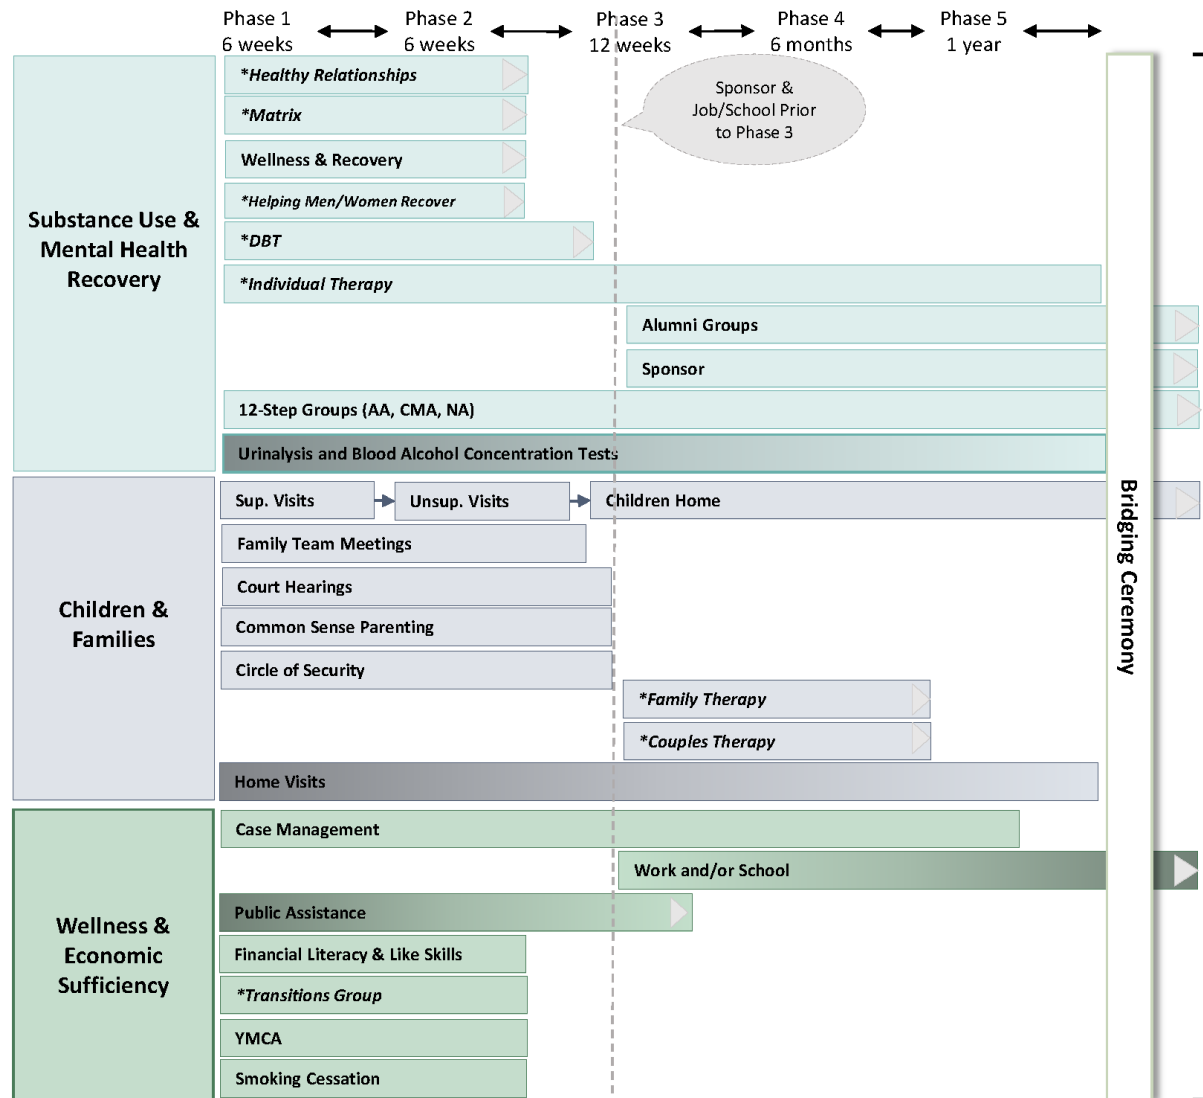 Phase 1
6 weeks
Phase 2
6 weeks
Phase 3
12 weeks
Phase 4
6 months
Phase 5
1 year
Sponsor &
Job/School Prior
to Phase 3
Substance Use &
Mental Health
Recovery
*Healthy Relationships
*Matrix
Wellness & Recovery
*Helping Men/Women Recover
*DBT
*Individual Therapy
Alumni Groups
Sponsor
12-Step Groups (AA, CMA, NA)
Urinalysis and Blood Alcohol Concentration Tests
Children &
Families
Sup. Visits
Unsup. Visits
Children Home
Family Team Meetings
Court Hearings
Common Sense Parenting
Circle of Security
*Family Therapy
*Couples Therapy
Home Visits
Wellness &
Economic
Sufficiency
Case Management
Work and/or School
Public Assistance
Financial Literacy & Like Skills
*Transitions Group
YMCA
Smoking Cessation
Bridging Ceremony